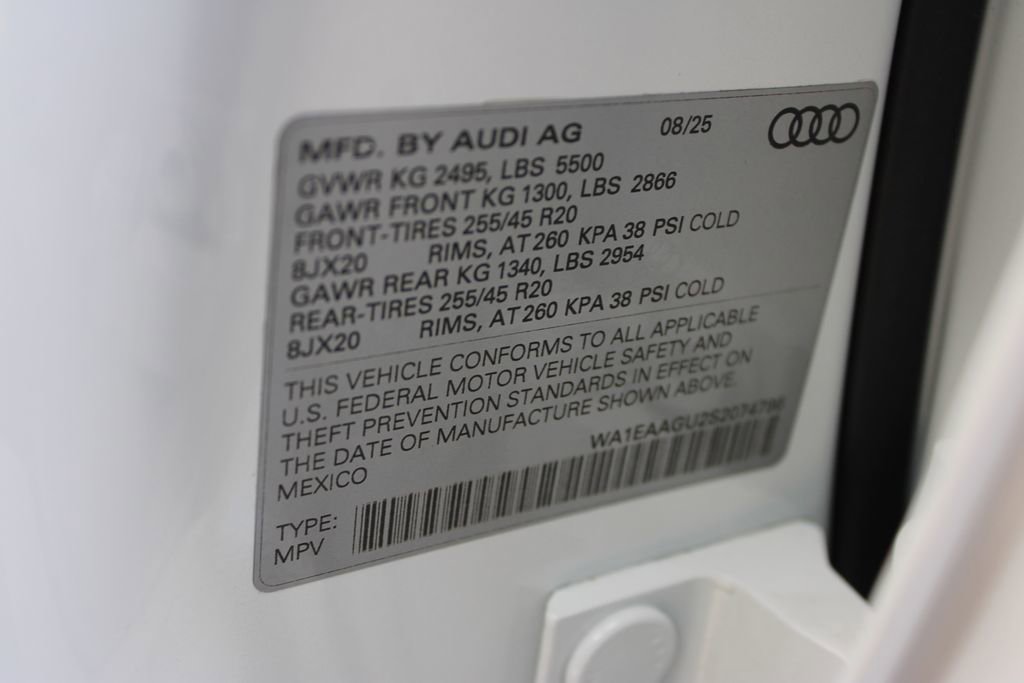 MFD. BY AUDI AG 08/25
GVWR KG 2495, LBS 5500
GAWR FRONT KG 1300, LBS 2866
FRONT-TIRES 255/45 R20
8JX20 RIMS, AT 260 KPA 38 PSI COLD
GAWR REAR KG 1340, LBS 2954
REAR-TIRES 255/45 R20
8JX20 RIMS, AT 260 KPA 38 PSI COLD
THIS VEHICLE CONFORMS TO ALL APPLICABLE
U.S. FEDERAL MOTOR VEHICLE SAFETY AND
THEFT PREVENTION STANDARDS IN EFFECT ON
THE DATE OF MANUFACTURE SHOWN ABOVE.
MEXICO
TYPE:
MPV